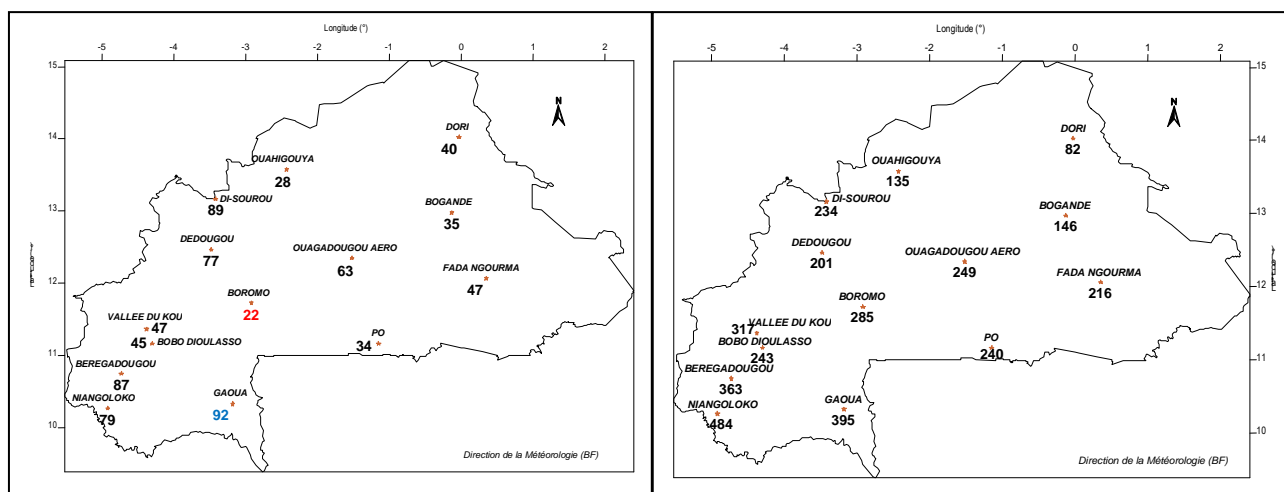 Longitude (°)
-5 -4 -3 -2 -1 0 1 2
15
14
13
12
11
10
N
DORI
40
OUAHIGOUYA
28
DI-SOUROU
89
BOGANDE
35
DEDOUGOU
77
OUAGADOUGOU AERO
63
FADA NGOURMA
47
BOROMO
22
VALLEE DU KOU
47
45
BOBO DIOULASSO
PO
34
BEREGADOUGOU
87
NIANGOLOKO
79
GAOUA
92
Direction de la Météorologie (BF)
Longitude (°)
-5 -4 -3 -2 -1 0 1 2
15
14
13
12
11
10
N
DORI
82
OUAHIGOUYA
135
DI-SOUROU
234
BOGANDE
146
DEDOUGOU
201
OUAGADOUGOU AERO
249
FADA NGOURMA
216
BOROMO
285
VALLEE DU KOU
317
BOBO DIOULASSO
243
PO
240
BEREGADOUGOU
363
NIANGOLOKO
484
GAOUA
395
Direction de la Météorologie (BF)